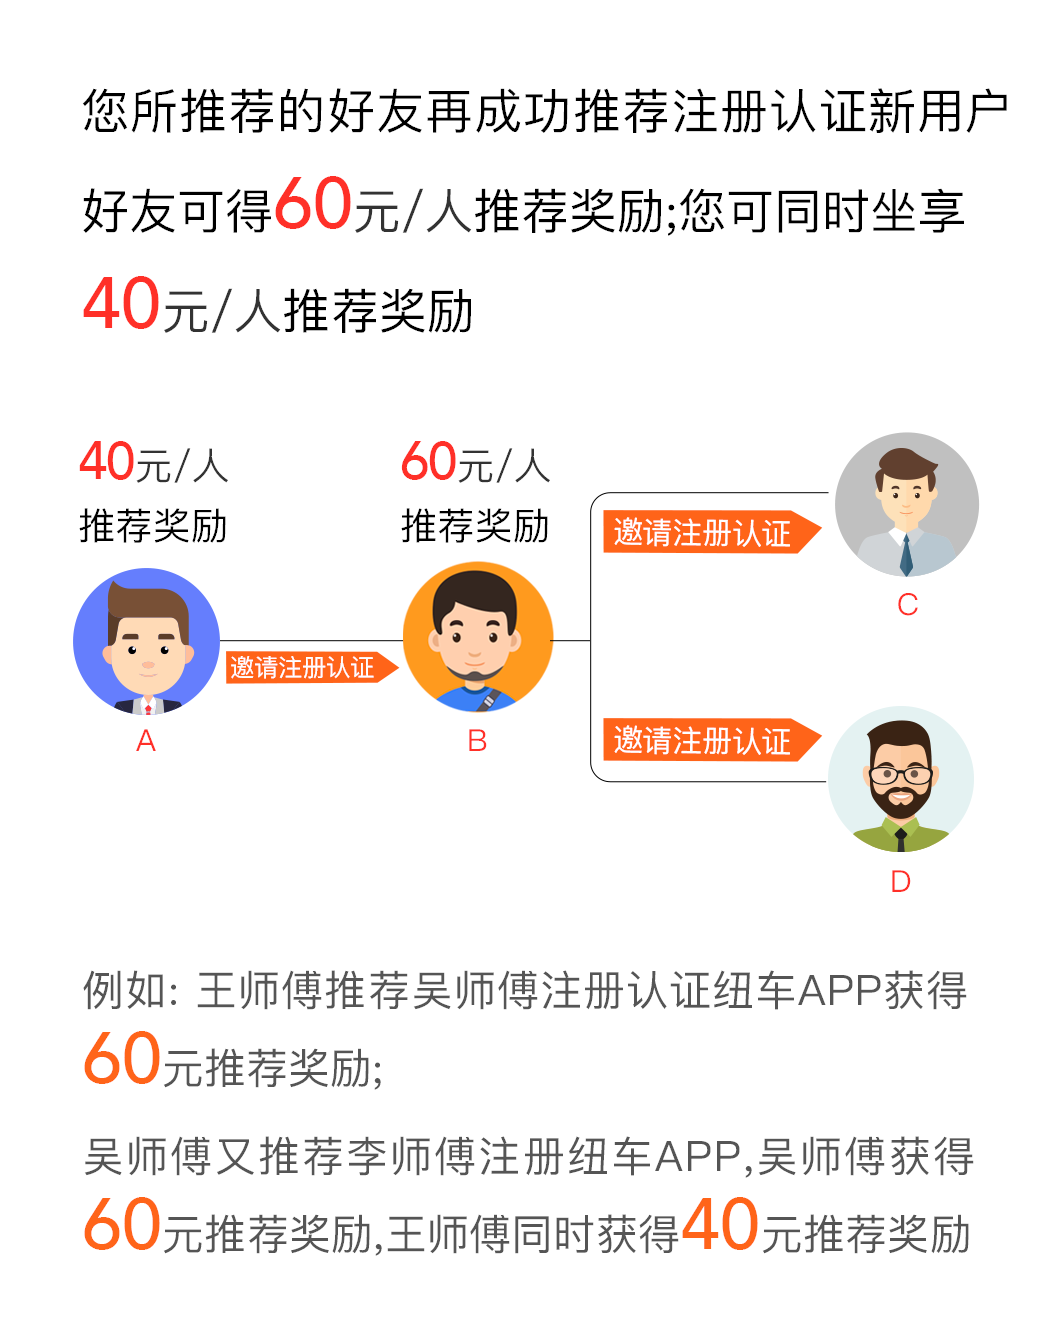 您所推荐的好友再成功推荐注册认证新用户
好友可得60元/人推荐奖励;您可同时坐享
40元/人推荐奖励
40元/人
推荐奖励
60元/人
推荐奖励
邀请注册认证
C
邀请注册认证
A
B
邀请注册认证
D
例如: 王师傅推荐吴师傅注册认证纽车APP获得
60元推荐奖励;
吴师傅又推荐李师傅注册纽车APP,吴师傅获得
60元推荐奖励,王师傅同时获得40元推荐奖励